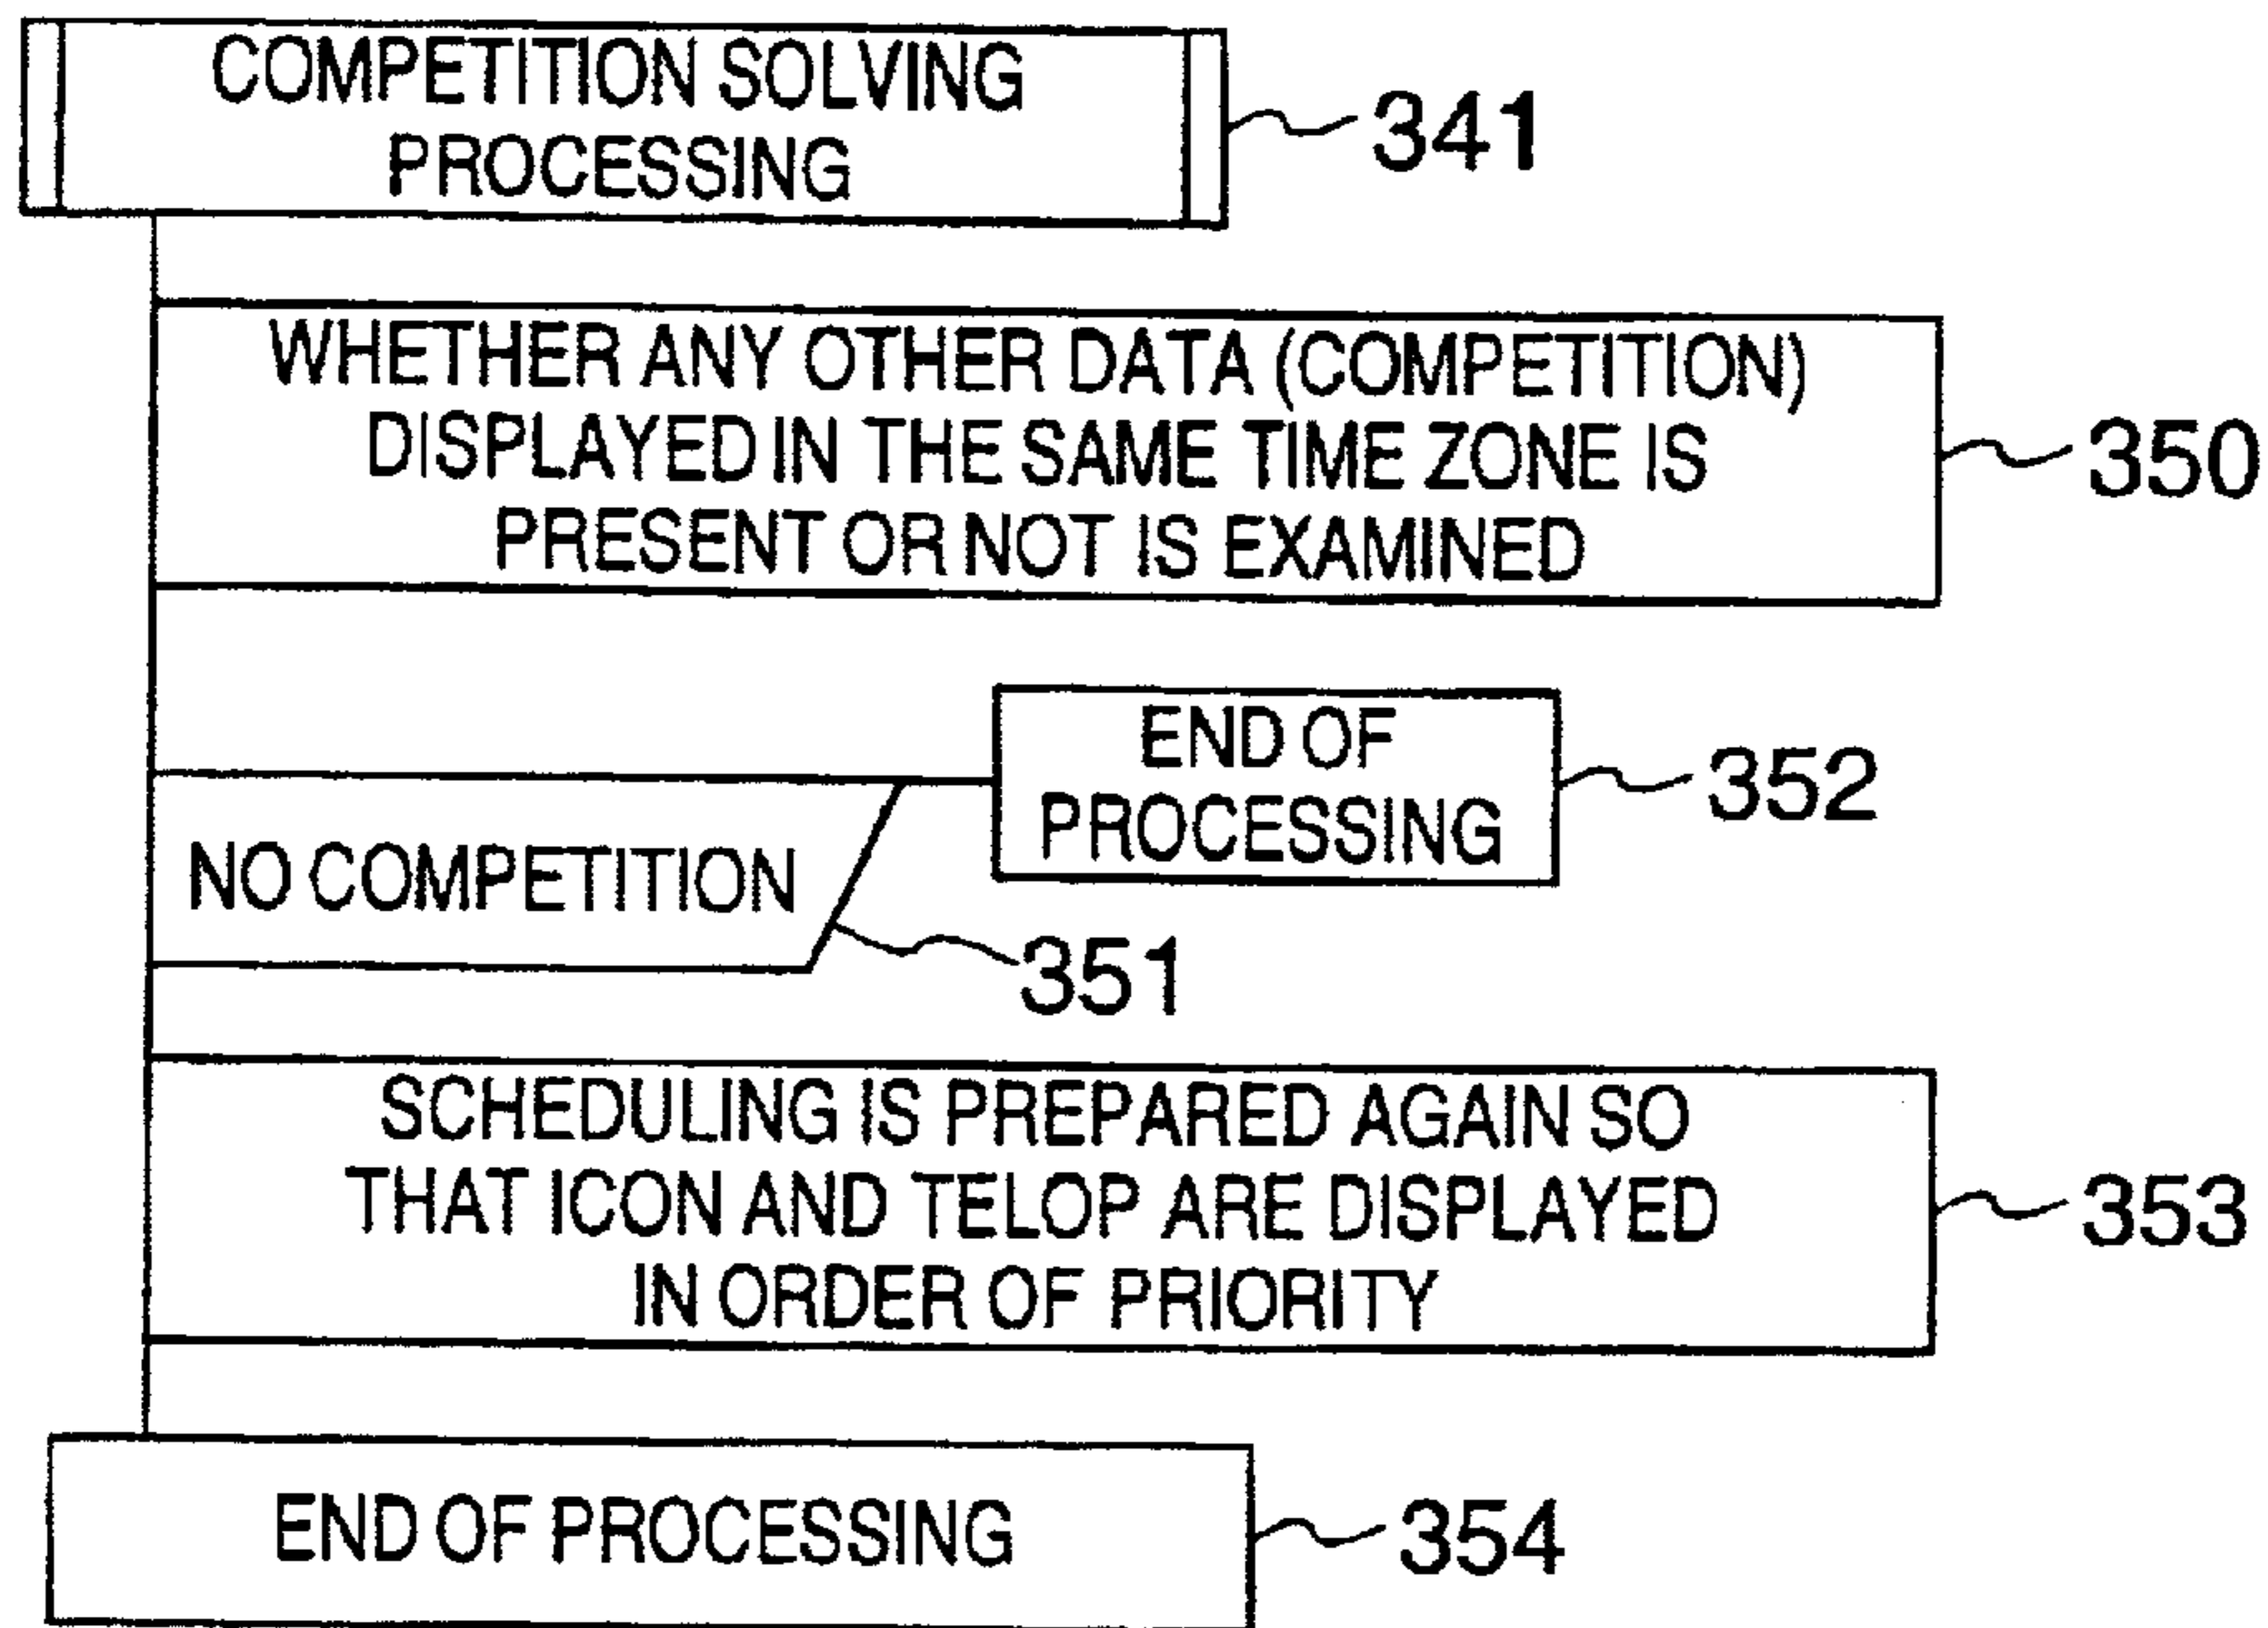 COMPETITION SOLVING
PROCESSING
341
WHETHER ANY OTHER DATA (COMPETITION)
DISPLAYED IN THE SAME TIME ZONE IS
PRESENT OR NOT IS EXAMINED
350
END OF
PROCESSING
352
NO COMPETITION
351
SCHEDULING IS PREPARED AGAIN SO
THAT ICON AND TELOP ARE DISPLAYED
IN ORDER OF PRIORITY
353
END OF PROCESSING
354